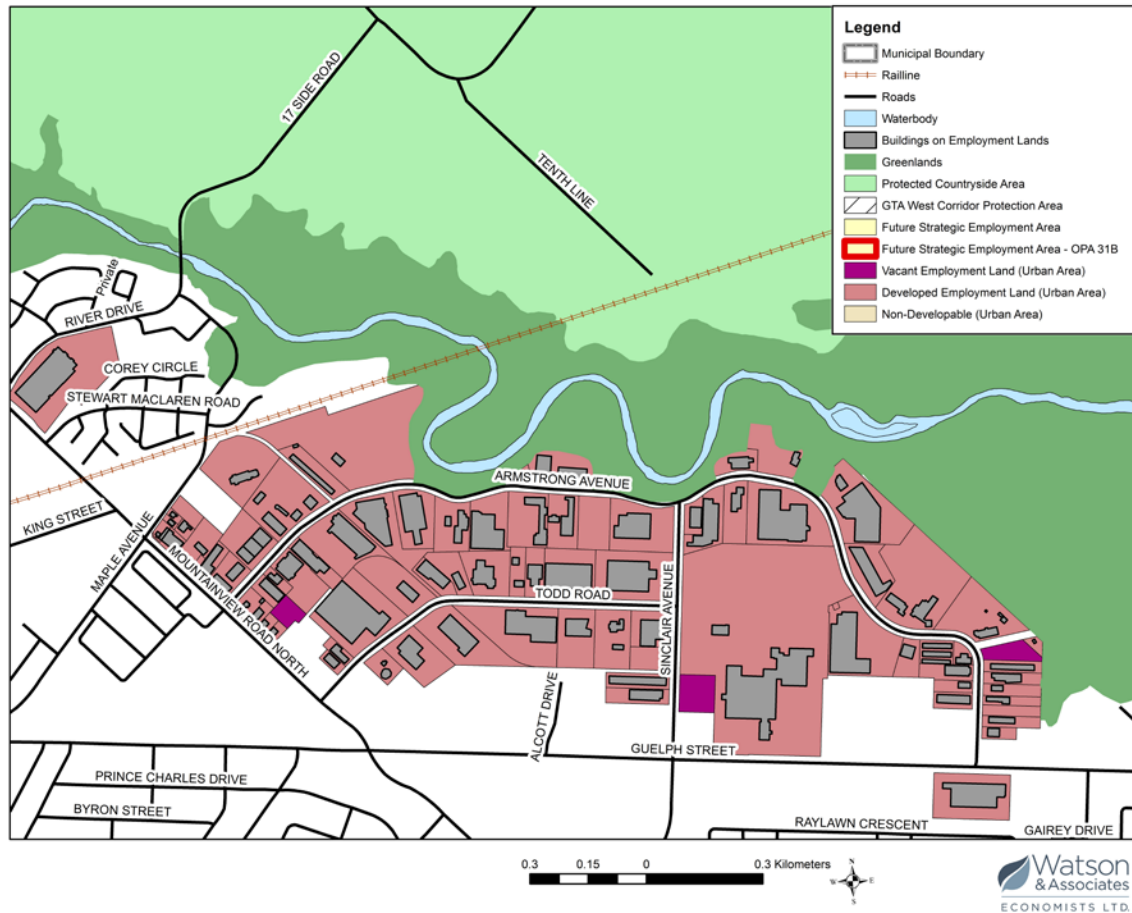 Legend
Municipal Boundary
Railline
Roads
Waterbody
Buildings on Employment Lands
Greenlands
Protected Countryside Area
GTA West Corridor Protection Area
Future Strategic Employment Area
Future Strategic Employment Area - OPA 31B
Vacant Employment Land (Urban Area)
Developed Employment Land (Urban Area)
Non-Developable (Urban Area)
17 SIDE ROAD
TENTH LINE
Private
RIVER DRIVE
COREY CIRCLE
STEWART MACLAREN ROAD
ARMSTRONG AVENUE
KING STREET
MAPLE AVENUE
MOUNTAINVIEW ROAD NORTH
TODD ROAD
SINCLAIR AVENUE
ALCOTT DRIVE
GUELPH STREET
PRINCE CHARLES DRIVE
BYRON STREET
RAYLAWN CRESCENT
GAIREY DRIVE
0.3 0.15 0 0.3 Kilometers
N
W E
S
Watson
& Associates
ECONOMISTS LTD.